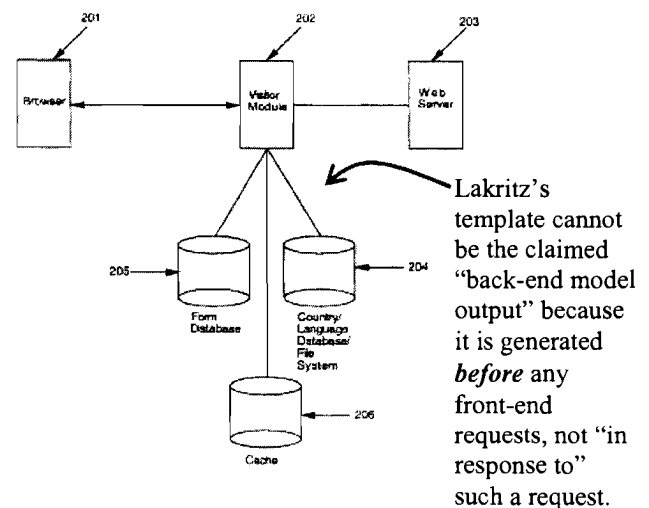 201
202
203
Browser
Visitor
Module
Web
Server
Lakritz's
template cannot
be the claimed
"back-end model
output" because
it is generated
before any
front-end
requests, not "in
response to"
such a request.
205
204
Form
Database
Country/
Language
Database/
File
System
206
Cache